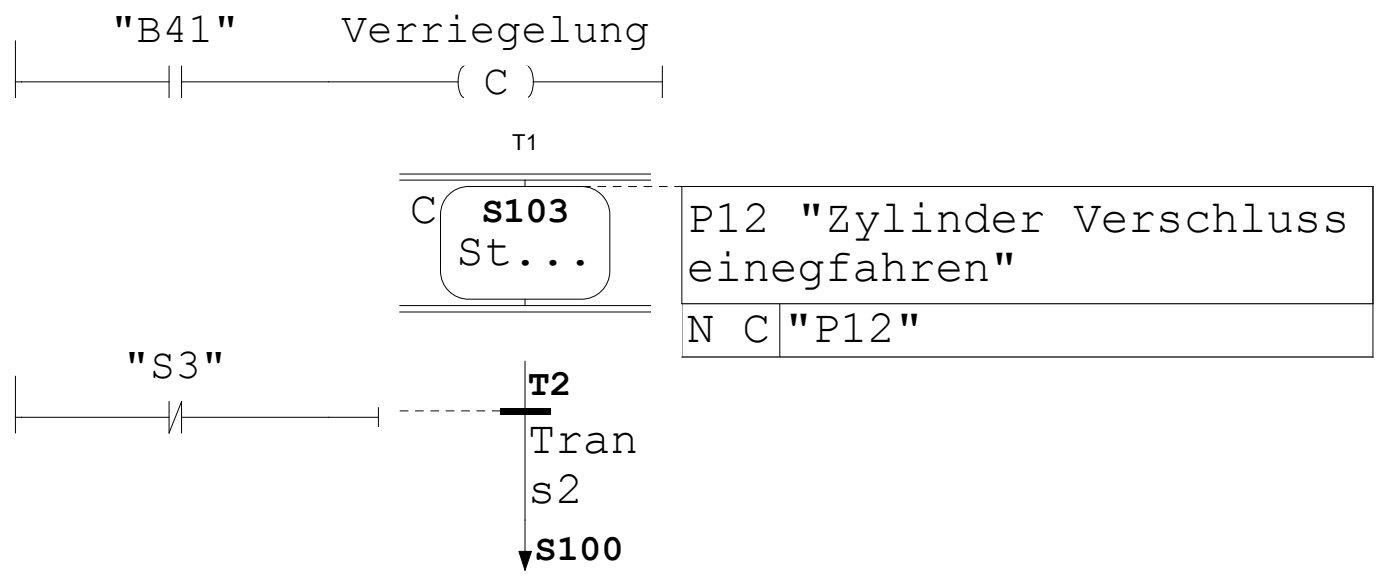 "B41" Verriegelung
( C )
T1
C S103
St...
P12 "Zylinder Verschluss
einegfahren"
N C "P12"
"S3"
T2
Tran
s2
S100